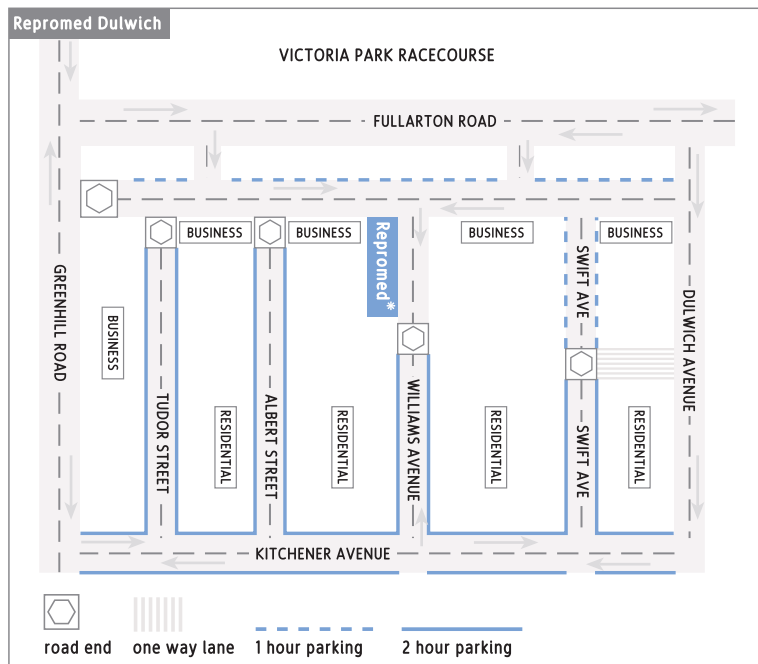 Repromed Dulwich
VICTORIA PARK RACECOURSE
FULLARTON ROAD
BUSINESS
BUSINESS
BUSINESS
BUSINESS
Repromed*
SWIFT AVE
GREENHILL ROAD
BUSINESS
DULWICH AVENUE
TUDOR STREET
RESIDENTIAL
ALBERT STREET
RESIDENTIAL
WILLIAMS AVENUE
RESIDENTIAL
SWIFT AVE
RESIDENTIAL
KITCHENER AVENUE
road end
one way lane
1 hour parking
2 hour parking